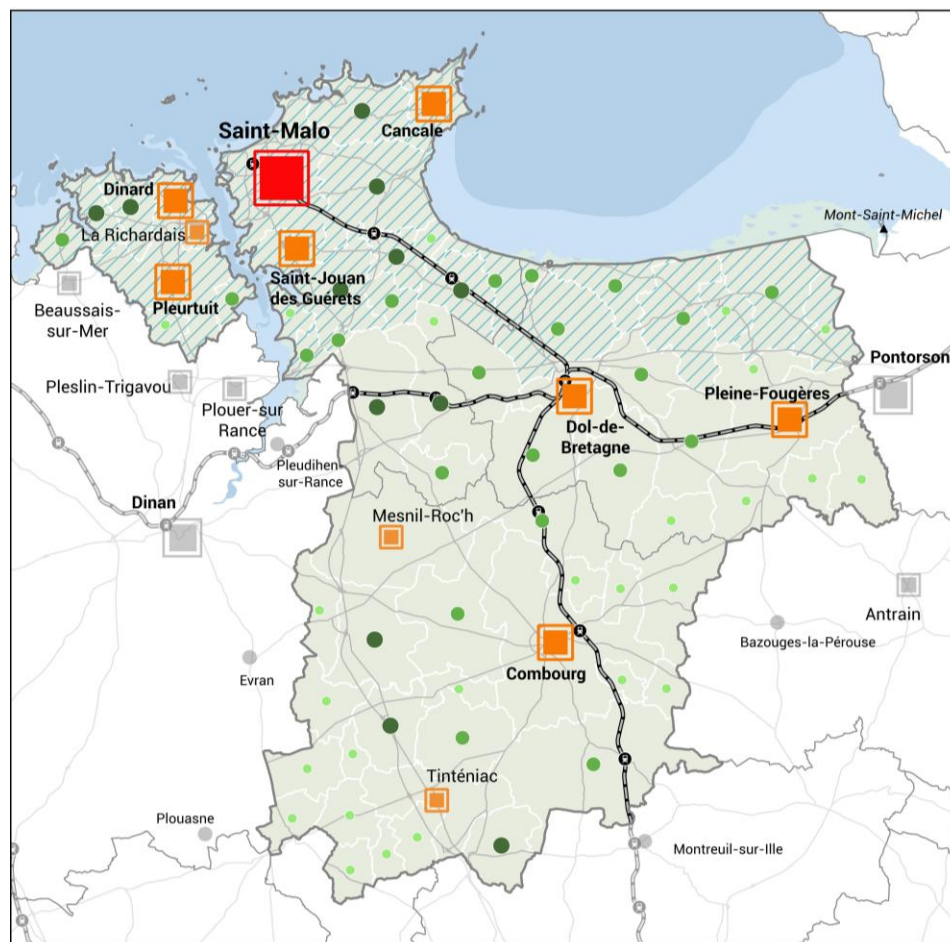 Saint-Malo
Cancale
Dinard
La Richardais
Mont-Saint-Michel
Saint-Jouan
des Guérets
Pleurtuit
Beaussais-
sur-Mer
Pontorson
Pleslin-Trigavou
Plouer-sur
Rance
Pleine-Fougères
Dol-de-
Bretagne
Pleudihen
-sur-Rance
Dinan
Mesnil-Roc'h
Antrain
Bazouges-la-Pérouse
Combourg
Evran
Tinténiac
Plouasne
Montreuil-sur-Ille